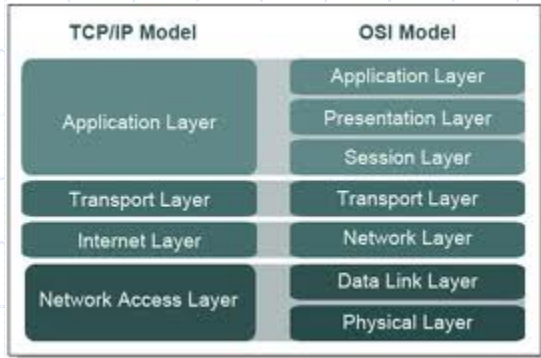 TCP/IP Model
OSI Model
Application Layer
Transport Layer
Internet Layer
Network Access Layer
Application Layer
Presentation Layer
Session Layer
Transport Layer
Network Layer
Data Link Layer
Physical Layer